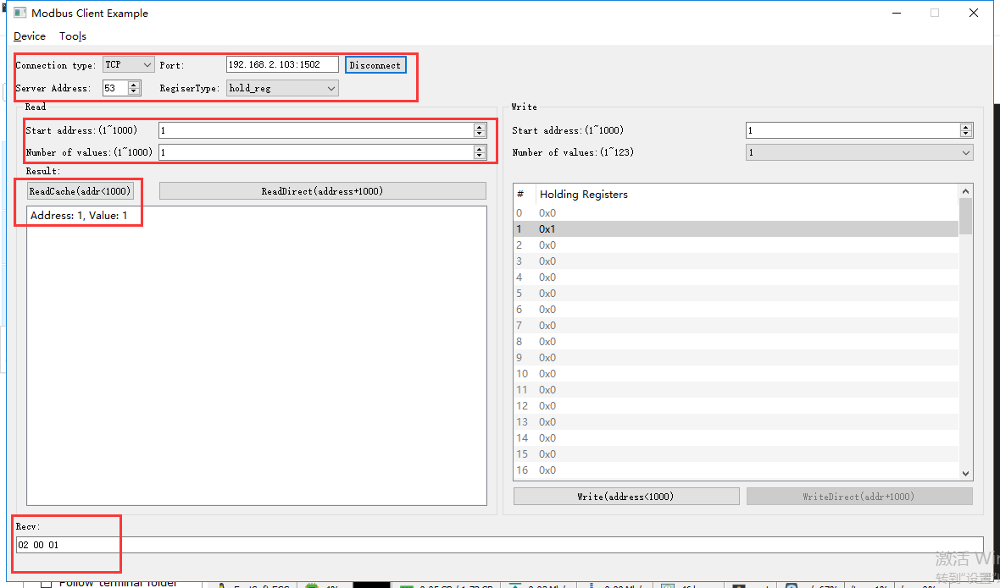 Modbus Client Example
Device Tools
Connection type: TCP Port: 192.168.2.103:1502 Disconnect
Server Address: 53 RegiserType: hold_reg
Read
Start address:(1~1000) 1
Number of values:(1~1000) 1
Result:
ReadCache(addr<1000) ReadDirect(address+1000)
Address: 1, Value: 1
Write
Start address:(1~1000) 1
Number of values:(1~123) 1
# Holding Registers
0 0x0
1 0x1
2 0x0
3 0x0
4 0x0
5 0x0
6 0x0
7 0x0
8 0x0
9 0x0
10 0x0
11 0x0
12 0x0
13 0x0
14 0x0
15 0x0
16 0x0
Write(address<1000) WriteDirect(addr+1000)
Recv:
02 00 01
激活 Win
转到"设置"
Follow terminal folder